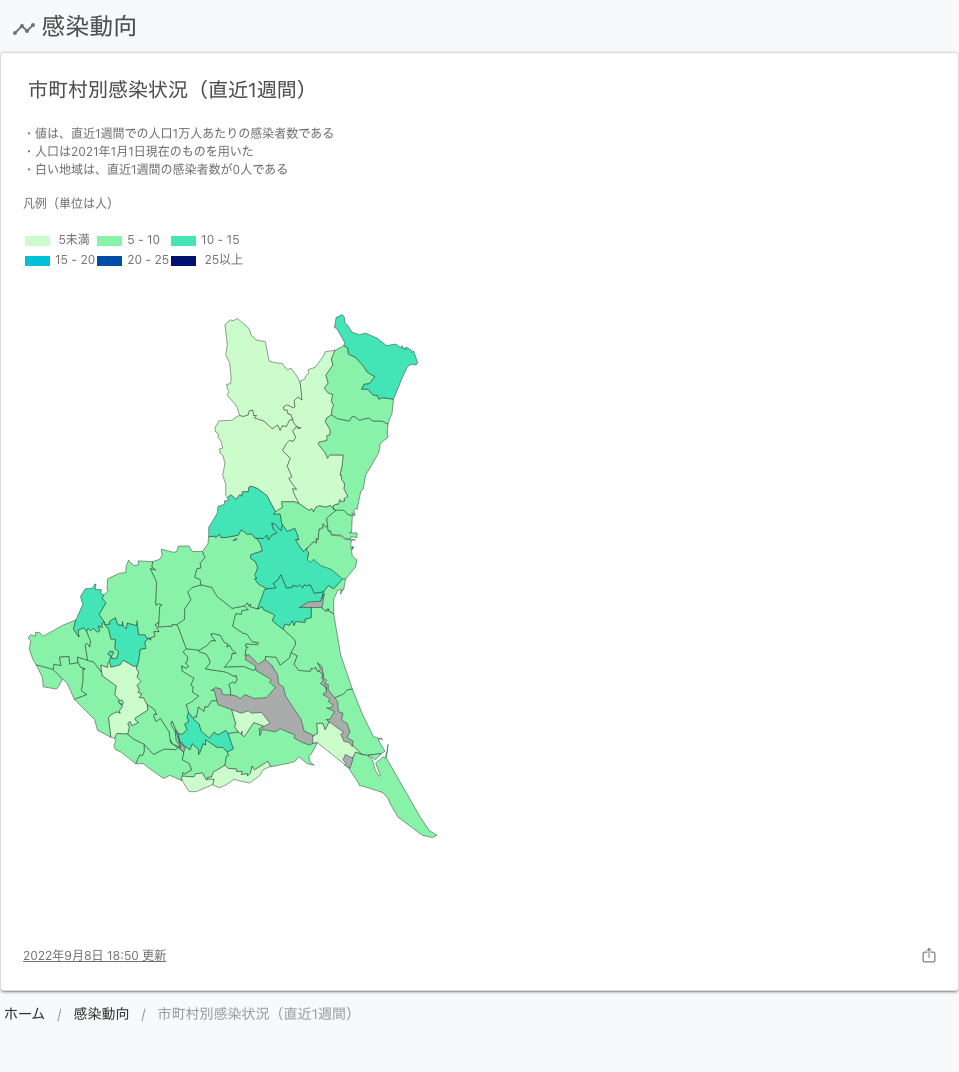 感染動向
市町村別感染状況（直近1週間）
・値は、直近1週間での人口1万人あたりの感染者数である
・人口は2021年1月1日現在のものを用いた
・白い地域は、直近1週間の感染者数が0人である
凡例（単位は人）
5未満 5 - 10 10 - 15
15 - 20 20 - 25 25以上
2022年9月8日 18:50 更新
ホーム / 感染動向 / 市町村別感染状況（直近1週間）